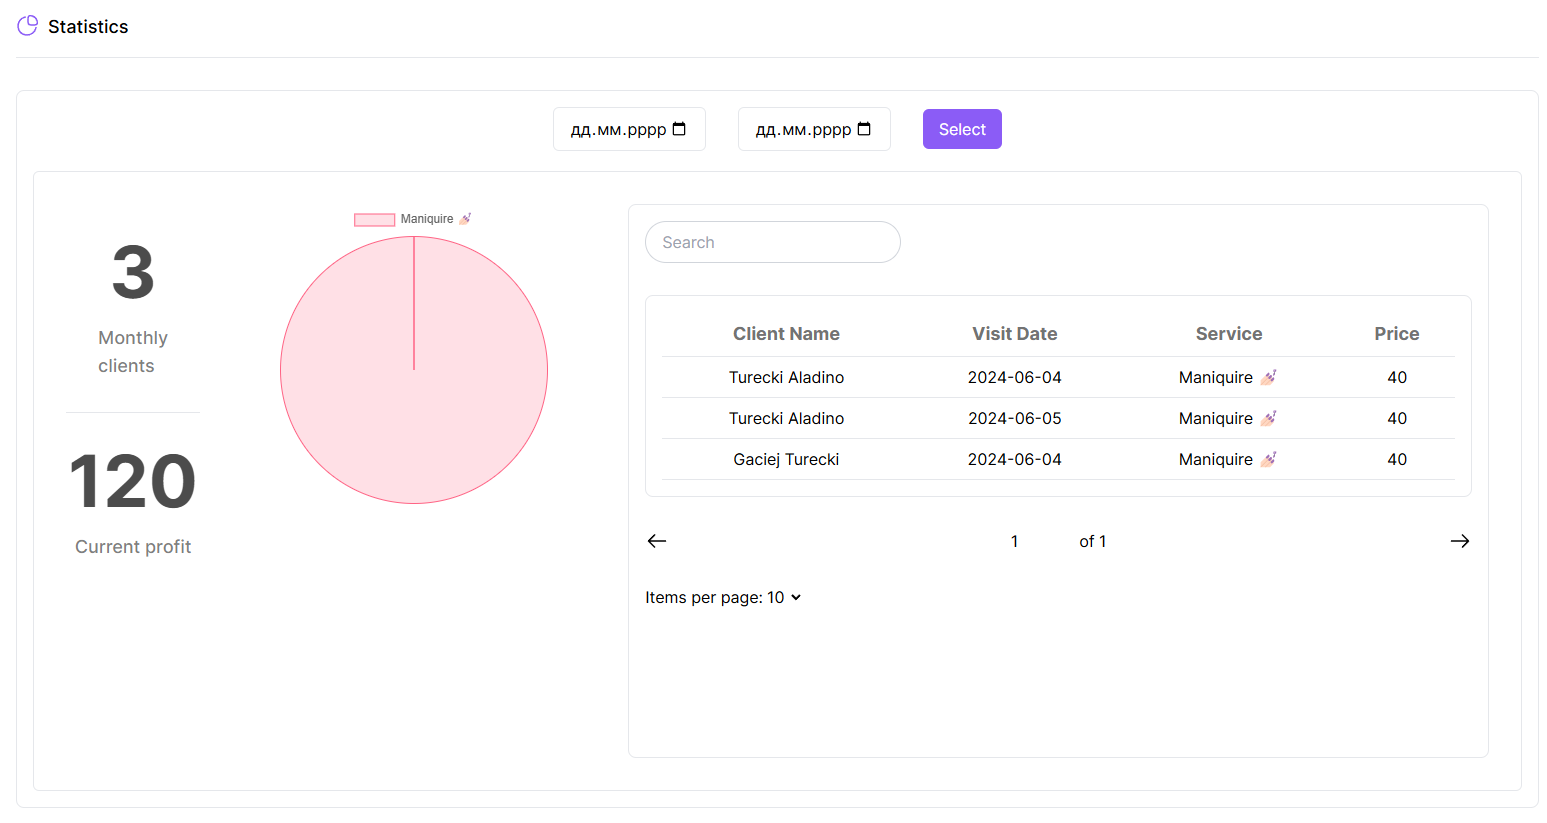 Statistics
дд.мм.рррр дд.мм.рррр Select
3
Monthly
clients
120
Current profit
Maniquire 💅🏻
Search
Client Name Visit Date Service Price
Turecki Aladino 2024-06-04 Maniquire 💅🏻 40
Turecki Aladino 2024-06-05 Maniquire 💅🏻 40
Gaciej Turecki 2024-06-04 Maniquire 💅🏻 40
← 1 of 1 →
Items per page: 10